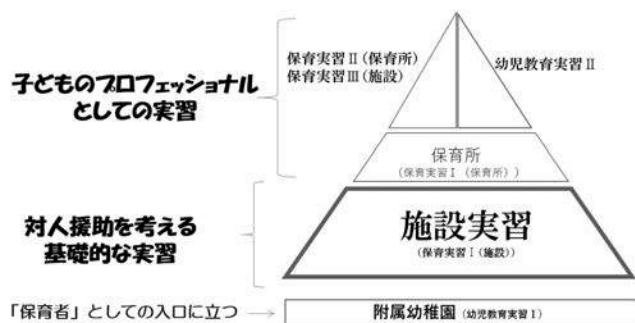 保育実習Ⅱ(保育所)
保育実習Ⅲ(施設)
幼児教育実習Ⅱ
子どものプロフェッショナル
としての実習
保育所
(保育実習Ⅰ(保育所))
対人援助を考える
基礎的な実習
施設実習
(保育実習Ⅰ(施設))
「保育者」としての入口に立つ
附属幼稚園(幼児教育実習Ⅰ)